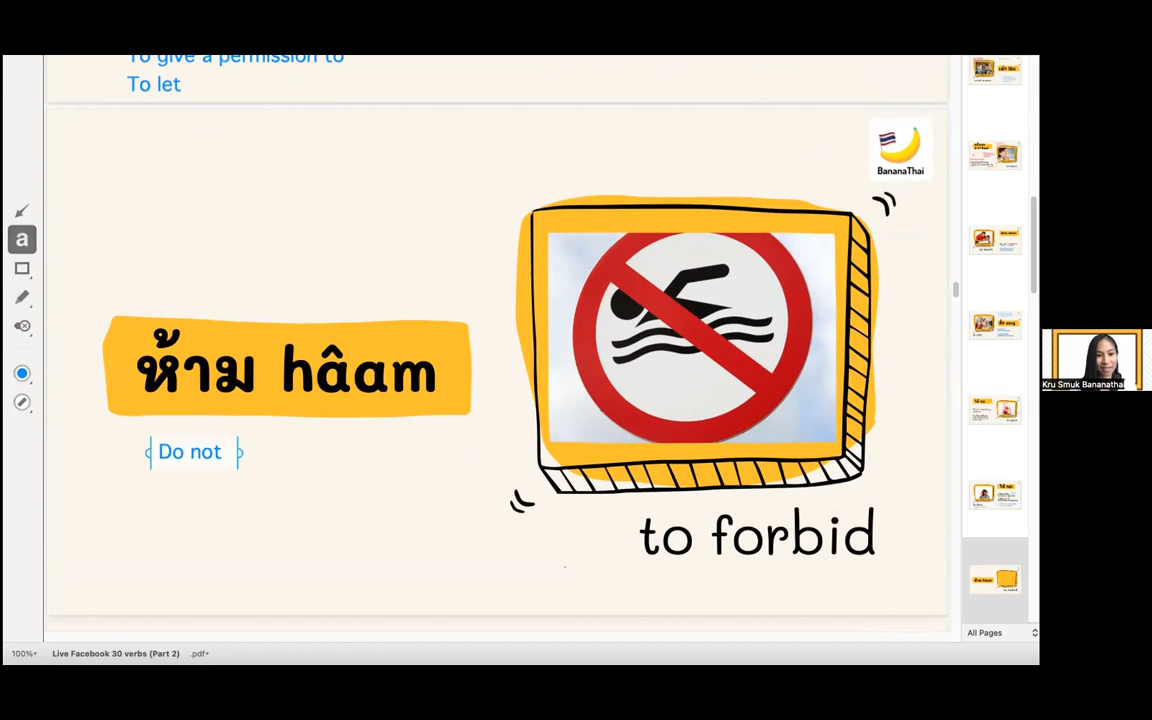 To give a permission to
To let
BananaThai
ห้าม hâam
Do not
to forbid
a
Kru Smuk Bananathai
All Pages
100%
Live Facebook 30 verbs (Part 2) .pdf